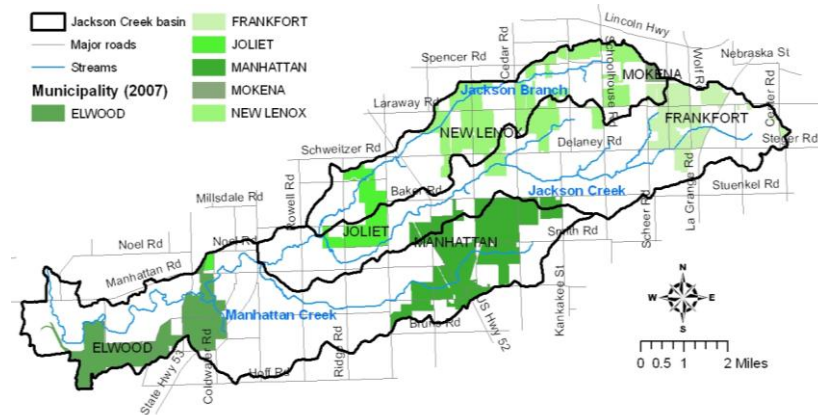 Jackson Creek basin
Major roads
Streams
Municipality (2007)
ELWOOD
FRANKFORT
JOLIET
MANHATTAN
MOKENA
NEW LENOX
Lincoln Hwy
Spencer Rd
Cedar Rd
Schoolhouse Rd
Wolf R
Nebraska St
MOKENA
Center Rd
Jackson Branch
Laraway Rd
NEW LENOX
FRANKFORT
Delaney Rd
Steger Rd
Schweitzer Rd
Baker Rd
Jackson Creek
Stuenkel Rd
La Grange Rd
Scheer Rd
Millsdale Rd
Rowell Rd
JOLIET
MANHATTAN
Smith Rd
Noel Rd
Noel Rd
Manhattan Rd
Kankakee St
US Hwy 52
Manhattan Creek
Bruns Rd
ELWOOD
Ridge Rd
Coldwater Rd
State Hwy 53
Hoff Rd
N
W E
S
0 0.5 1 2 Miles